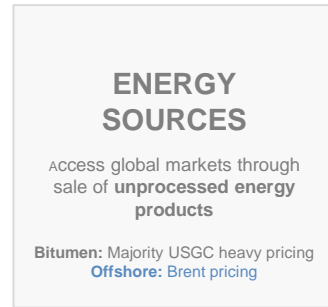 ENERGY
SOURCES
Access global markets through
sale of unprocessed energy
products
Bitumen: Majority USGC heavy pricing
Offshore: Brent pricing